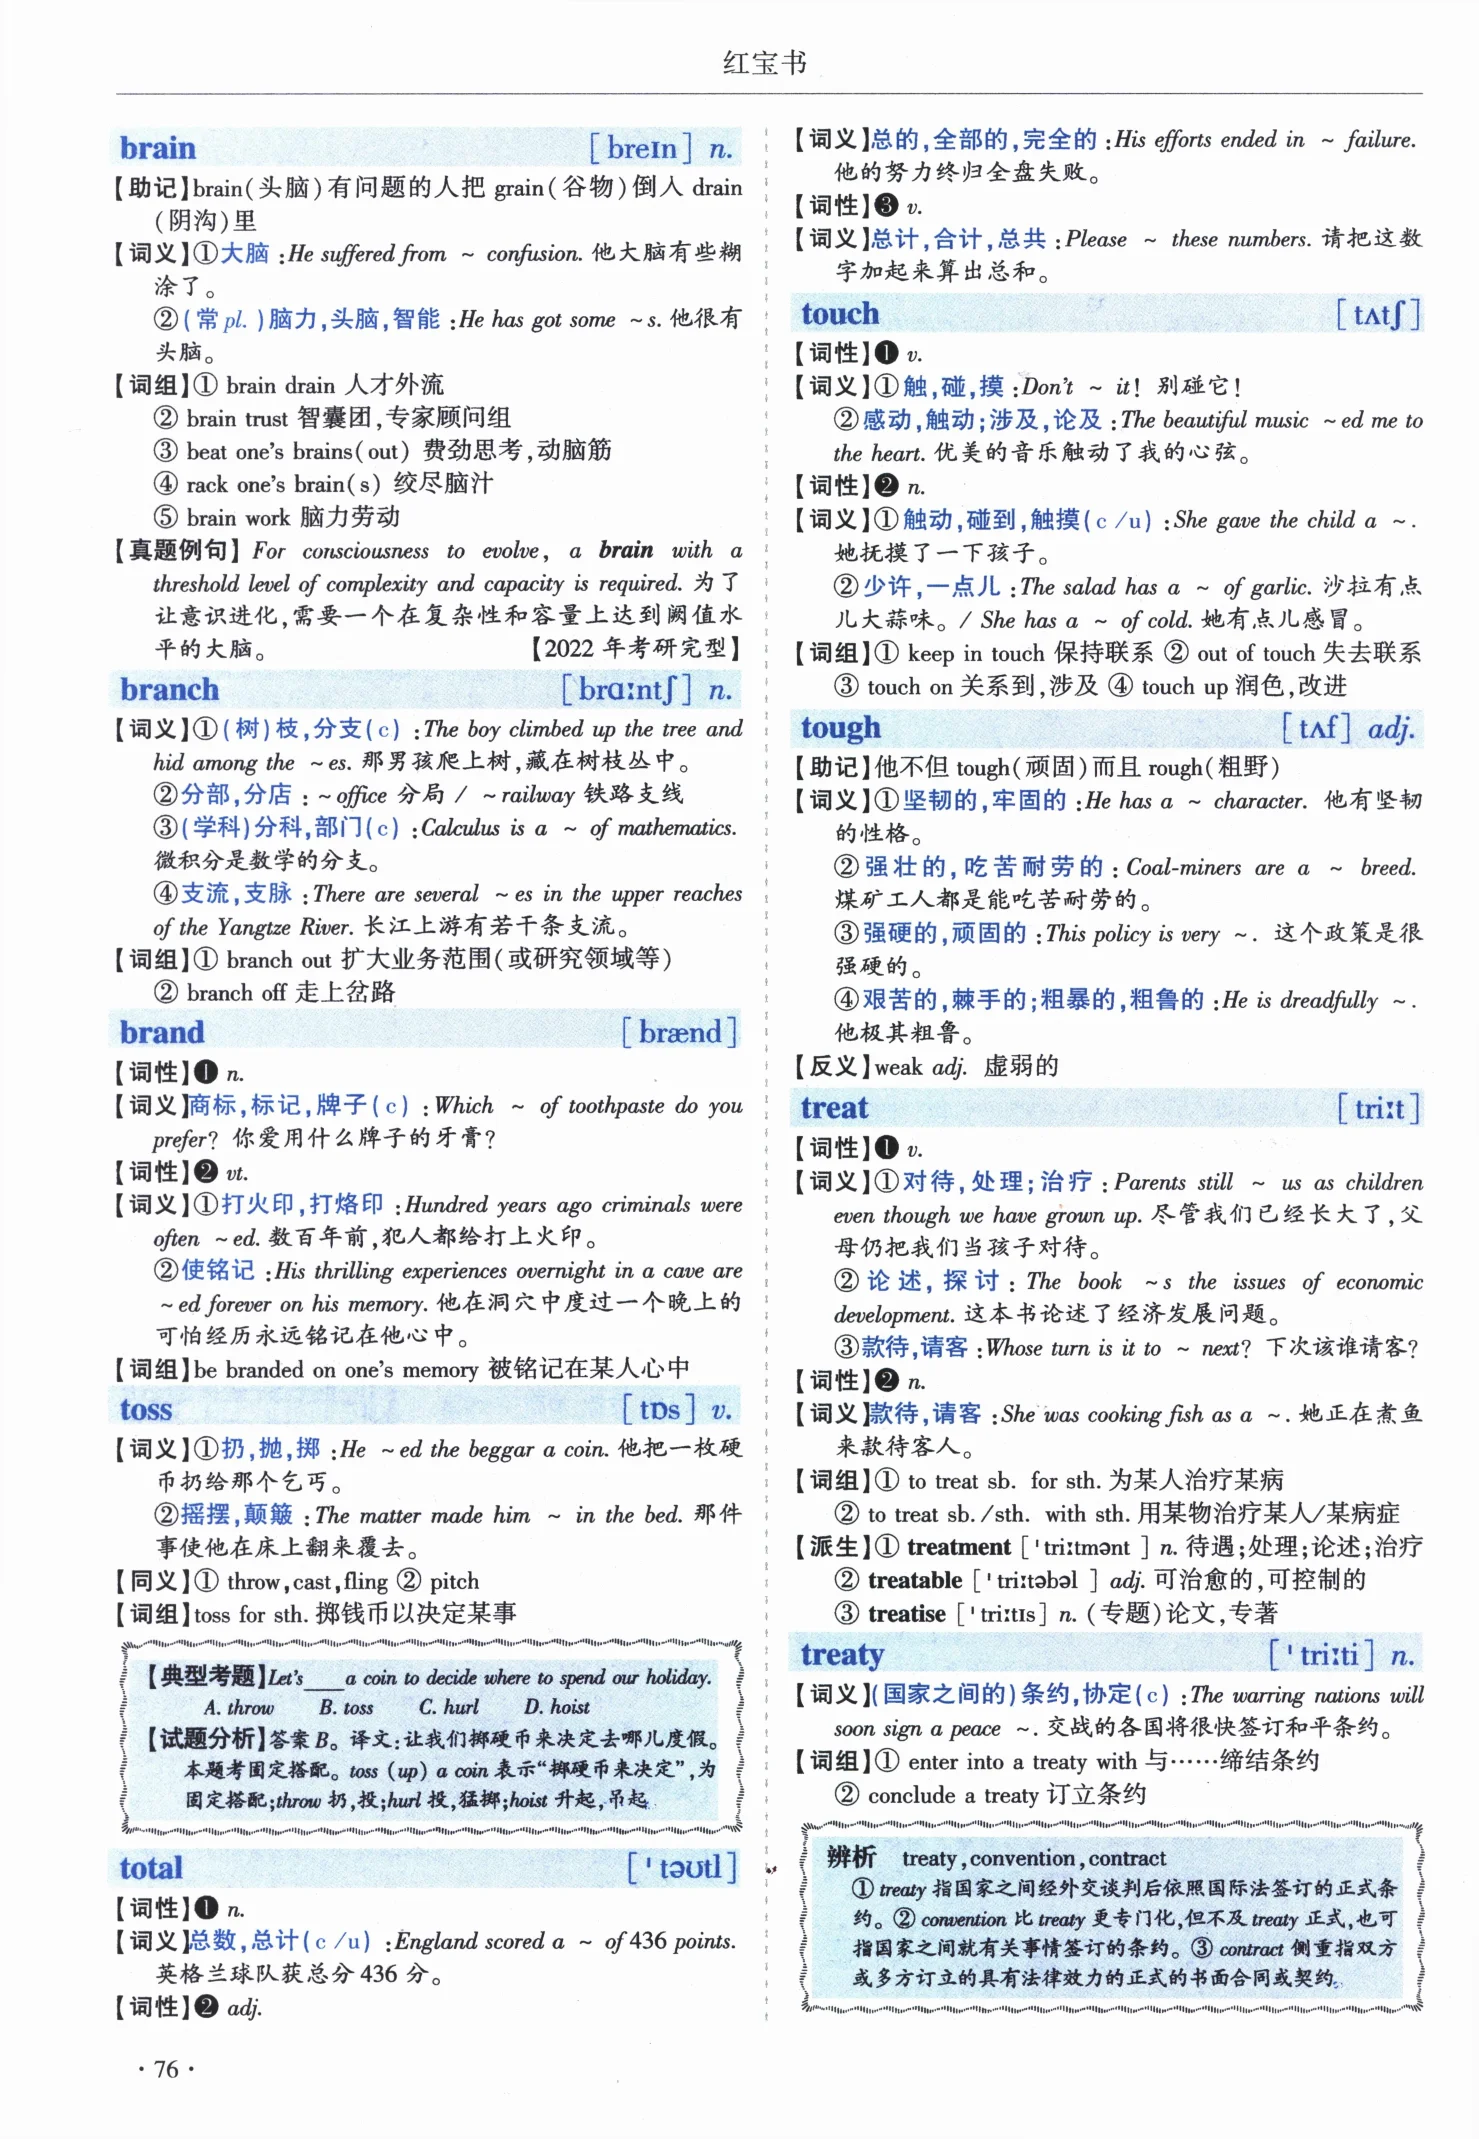 红宝书
brain [breɪn] n.
【助记】brain(头脑)有问题的人把 grain(谷物)倒入 drain
(阴沟)里
【词义】①大脑:He suffered from ~ confusion. 他大脑有些糊
涂了。
②(常pl.)脑力,头脑,智能:He has got some ~s. 他很有
头脑。
【词组】① brain drain 人才外流
② brain trust 智囊团,专家顾问组
③ beat one's brains(out) 费劲思考,动脑筋
④ rack one's brain(s) 绞尽脑汁
⑤ brain work 脑力劳动
【真题例句】For consciousness to evolve, a brain with a
threshold level of complexity and capacity is required. 为了
让意识进化,需要一个在复杂性和容量上达到阙值水
平的大脑。 【2022 年考研完型】
branch [brɑːntʃ] n.
【词义】①(树)枝,分支(c) :The boy climbed up the tree and
hid among the ~es. 那男孩爬上树,藏在树枝丛中。
②分部,分店:~office 分局 / ~railway 铁路支线
③(学科)分科,部门(c) :Calculus is a ~ of mathematics.
微积分是数学的分支。
④支流,支脉:There are several ~es in the upper reaches
of the Yangtze River. 长江上游有若干条支流。
【词组】① branch out 扩大业务范围(或研究领域等)
② branch off 走上岔路
brand [brænd]
【词性】❶ n.
【词义】商标,标记,牌子(c) :Which ~ of toothpaste do you
prefer? 你爱用什么牌子的牙膏?
【词性】❷ vt.
【词义】①打火印,打烙印:Hundred years ago criminals were
often ~ed. 数百年前,犯人都给打上火印。
②使铭记:His thrilling experiences overnight in a cave are
~ed forever on his memory. 他在洞穴中度过一个晚上的
可怕经历永远铭记在他心中。
【词组】be branded on one's memory 被铭记在某人心中
toss [tɒs] v.
【词义】①扔,抛,掷:He ~ed the beggar a coin. 他把一枚硬
币扔给那个乞丐。
②摇摆,颠簸:The matter made him ~ in the bed. 那件
事使他在床上翻来覆去。
【同义】① throw,cast,fling ② pitch
【词组】toss for sth. 掷钱币以决定某事
【典型考题】Let's____a coin to decide where to spend our holiday.
A. throw B. toss C. hurl D. hoist
【试题分析】答案 B。译文:让我们掷硬币来决定去哪儿度假。
本题考固定搭配。toss (up) a coin 表示“掷硬币来决定”,为
固定搭配;throw 扔,投;hurl 投,猛掷;hoist 升起,吊起。
total [ˈtəʊtl]
【词性】❶ n.
【词义】总数,总计(c /u) :England scored a ~ of 436 points.
英格兰球队获总分 436 分。
【词性】❷ adj.
· 76 ·
【词义】总的,全部的,完全的:His efforts ended in ~ failure.
他的努力终归全盘失败。
【词性】❸ v.
【词义】总计,合计,总共:Please ~ these numbers. 请把这数
字加起来算出总和。
touch [tʌtʃ]
【词性】❶ v.
【词义】①触,碰,摸:Don't ~ it! 别碰它!
②感动,触动;涉及,论及:The beautiful music ~ed me to
the heart. 优美的音乐触动了我的心弦。
【词性】❷ n.
【词义】①触动,碰到,触摸(c /u) :She gave the child a ~.
她抚摸了一下孩子。
②少许,一点儿:The salad has a ~ of garlic. 沙拉有点
儿大蒜味。/ She has a ~ of cold. 她有点儿感冒。
【词组】① keep in touch 保持联系 ② out of touch 失去联系
③ touch on 关系到,涉及 ④ touch up 润色,改进
tough [tʌf] adj.
【助记】他不但 tough(顽固)而且 rough(粗野)
【词义】①坚韧的,牢固的:He has a ~ character. 他有坚韧
的性格。
②强壮的,吃苦耐劳的:Coal-miners are a ~ breed.
煤矿工人都是能吃苦耐劳的。
③强硬的,顽固的:This policy is very ~. 这个政策是很
强硬的。
④艰苦的,棘手的;粗暴的,粗鲁的:He is dreadfully ~.
他极其粗鲁。
【反义】weak adj. 虚弱的
treat [triːt]
【词性】❶ v.
【词义】①对待,处理;治疗:Parents still ~ us as children
even though we have grown up. 尽管我们已经长大了,父
母仍把我们当孩子对待。
②论述,探讨:The book ~s the issues of economic
development. 这本书论述了经济发展问题。
③款待,请客:Whose turn is it to ~ next? 下次该谁请客?
【词性】❷ n.
【词义】款待,请客:She was cooking fish as a ~. 她正在煮鱼
来款待客人。
【词组】① to treat sb. for sth. 为某人治疗某病
② to treat sb./sth. with sth. 用某物治疗某人/某病症
【派生】① treatment [ˈtriːtmənt] n. 待遇;处理;论述;治疗
② treatable [ˈtriːtəbəl] adj. 可治愈的,可控制的
③ treatise [ˈtriːtɪs] n. (专题)论文,专著
treaty [ˈtriːti] n.
【词义】(国家之间的)条约,协定(c) :The warring nations will
soon sign a peace ~. 交战的各国将很快签订和平条约。
【词组】① enter into a treaty with 与……缔结条约
② conclude a treaty 订立条约
辨析 treaty,convention,contract
① treaty 指国家之间经外交谈判后依照国际法签订的正式条
约。② convention 比 treaty 更专门化,但不及 treaty 正式,也可
指国家之间就有关事情签订的条约。③ contract 侧重指双方
或多方订立的具有法律效力的正式的书面合同或契约。